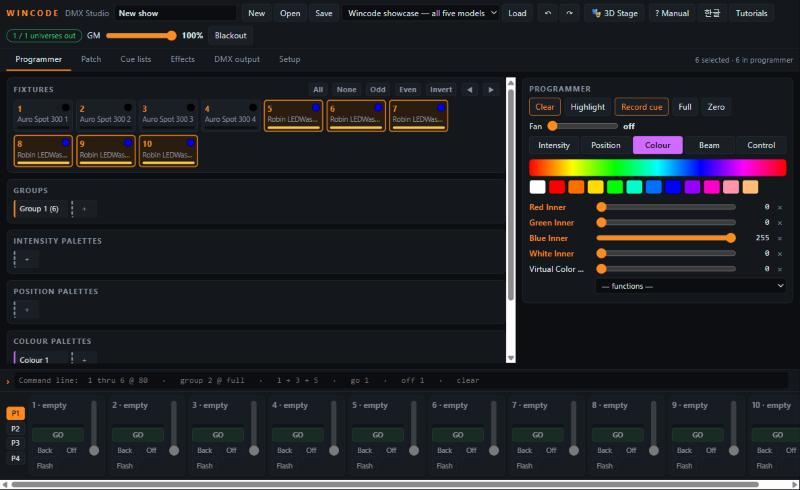 WINCODE DMX Studio New show New Open Save Wincode showcase — all five models Load 3D Stage ? Manual 한글 Tutorials
1 / 1 universes out GM 100% Blackout
Programmer Patch Cue lists Effects DMX output Setup 6 selected · 6 in programmer
FIXTURES All None Odd Even Invert
1 2 3 4 5 6 7
Auro Spot 300 1 Auro Spot 300 2 Auro Spot 300 3 Auro Spot 300 4 Robin LEDWas... Robin LEDWas... Robin LEDWas...
8 9 10
Robin LEDWas... Robin LEDWas... Robin LEDWas...
GROUPS
Group 1 (6) +
INTENSITY PALETTES
+
POSITION PALETTES
+
COLOUR PALETTES
Colour 1 +
PROGRAMMER
Clear Highlight Record cue Full Zero
Fan off
Intensity Position Colour Beam Control
Red Inner 0 ×
Green Inner 0 ×
Blue Inner 255 ×
White Inner 0 ×
Virtual Color ... 0 ×
— functions —
› Command line: 1 thru 6 @ 80 · group 2 @ full · 1 + 3 + 5 · go 1 · off 1 · clear
P1 P2 P3 P4
1 · empty 2 · empty 3 · empty 4 · empty 5 · empty 6 · empty 7 · empty 8 · empty 9 · empty 10 · empty
GO GO GO GO GO GO GO GO GO GO
Back Off Back Off Back Off Back Off Back Off Back Off Back Off Back Off Back Off Back
Flash Flash Flash Flash Flash Flash Flash Flash Flash Flash